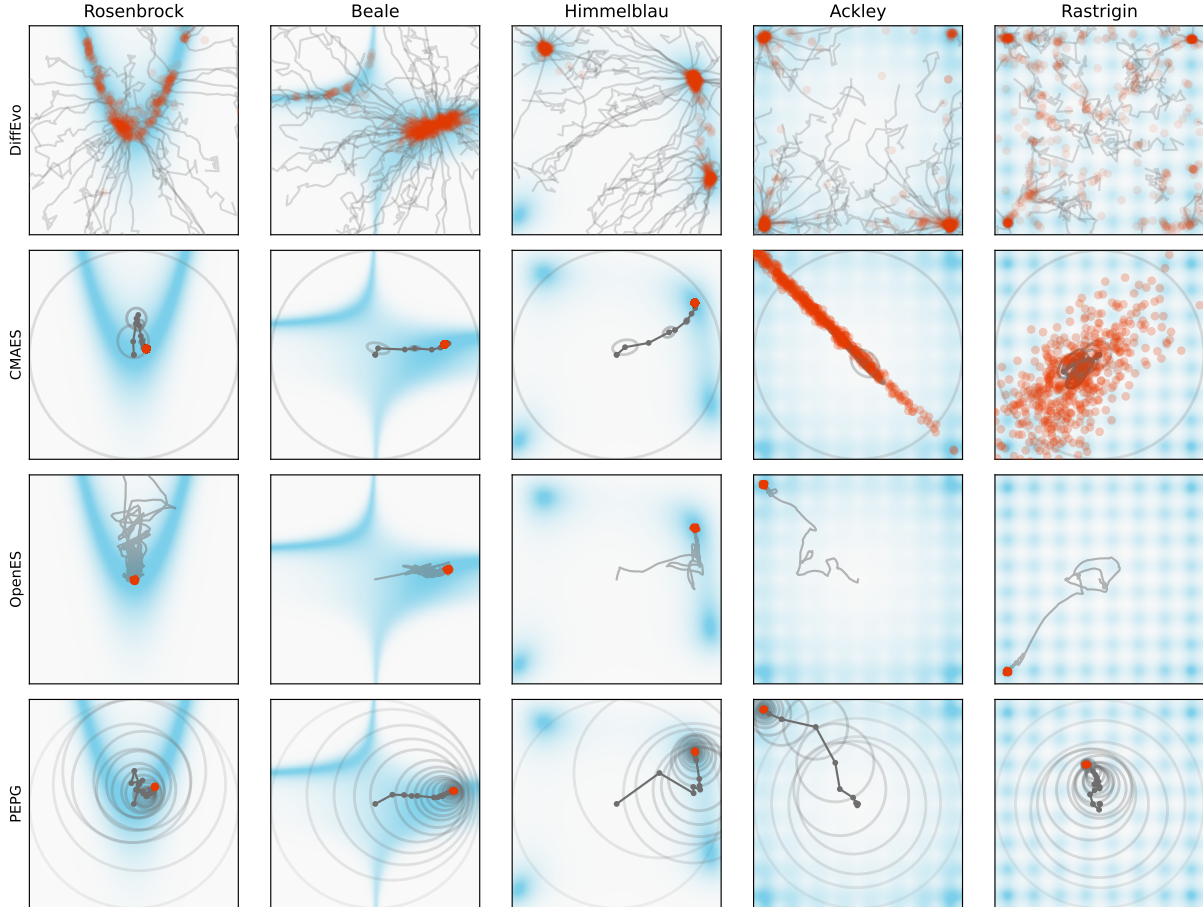 Rosenbrock
Beale
Himmelblau
Ackley
Rastrigin
DiffEvo
CMAES
OpenES
PEPG